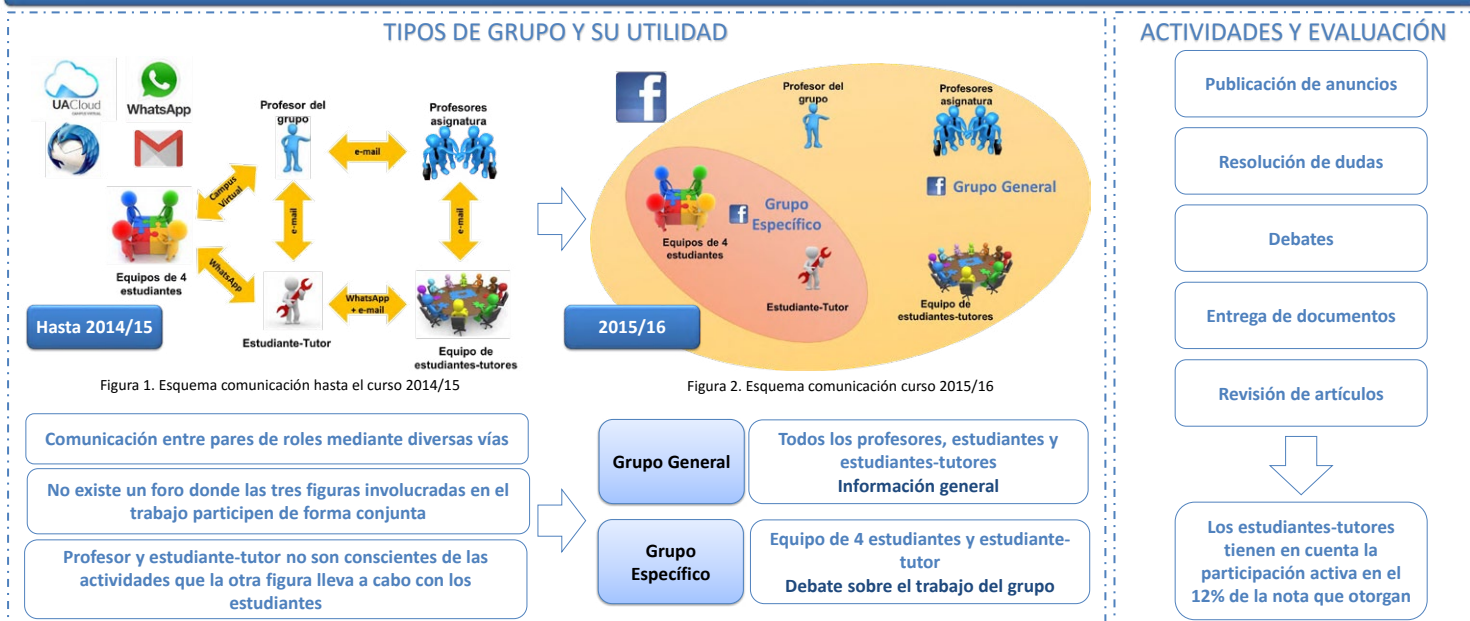 TIPOS DE GRUPO Y SU UTILIDAD
UACloud
CAMPUS VIRTUAL
WhatsApp
Profesor del
grupo
Profesores
asignatura
e-mail
Campus
Virtual
e-mail
e-mail
Equipos de 4
estudiantes
WhatsApp
WhatsApp
+ e-mail
Hasta 2014/15
Estudiante-Tutor
Equipo de
estudiantes-tutores
Figura 1. Esquema comunicación hasta el curso 2014/15
Profesor del
grupo
Profesores
asignatura
Grupo General
Grupo
Específico
Equipos de 4
estudiantes
Estudiante-Tutor
Equipo de
estudiantes-tutores
2015/16
Figura 2. Esquema comunicación curso 2015/16
Comunicación entre pares de roles mediante diversas vías
No existe un foro donde las tres figuras involucradas en el
trabajo participen de forma conjunta
Profesor y estudiante-tutor no son conscientes de las
actividades que la otra figura lleva a cabo con los
estudiantes
Grupo General
Todos los profesores, estudiantes y
estudiantes-tutores
Información general
Grupo
Específico
Equipo de 4 estudiantes y estudiante-
tutor
Debate sobre el trabajo del grupo
ACTIVIDADES Y EVALUACIÓN
Publicación de anuncios
Resolución de dudas
Debates
Entrega de documentos
Revisión de artículos
Los estudiantes-tutores
tienen en cuenta la
participación activa en el
12% de la nota que otorgan